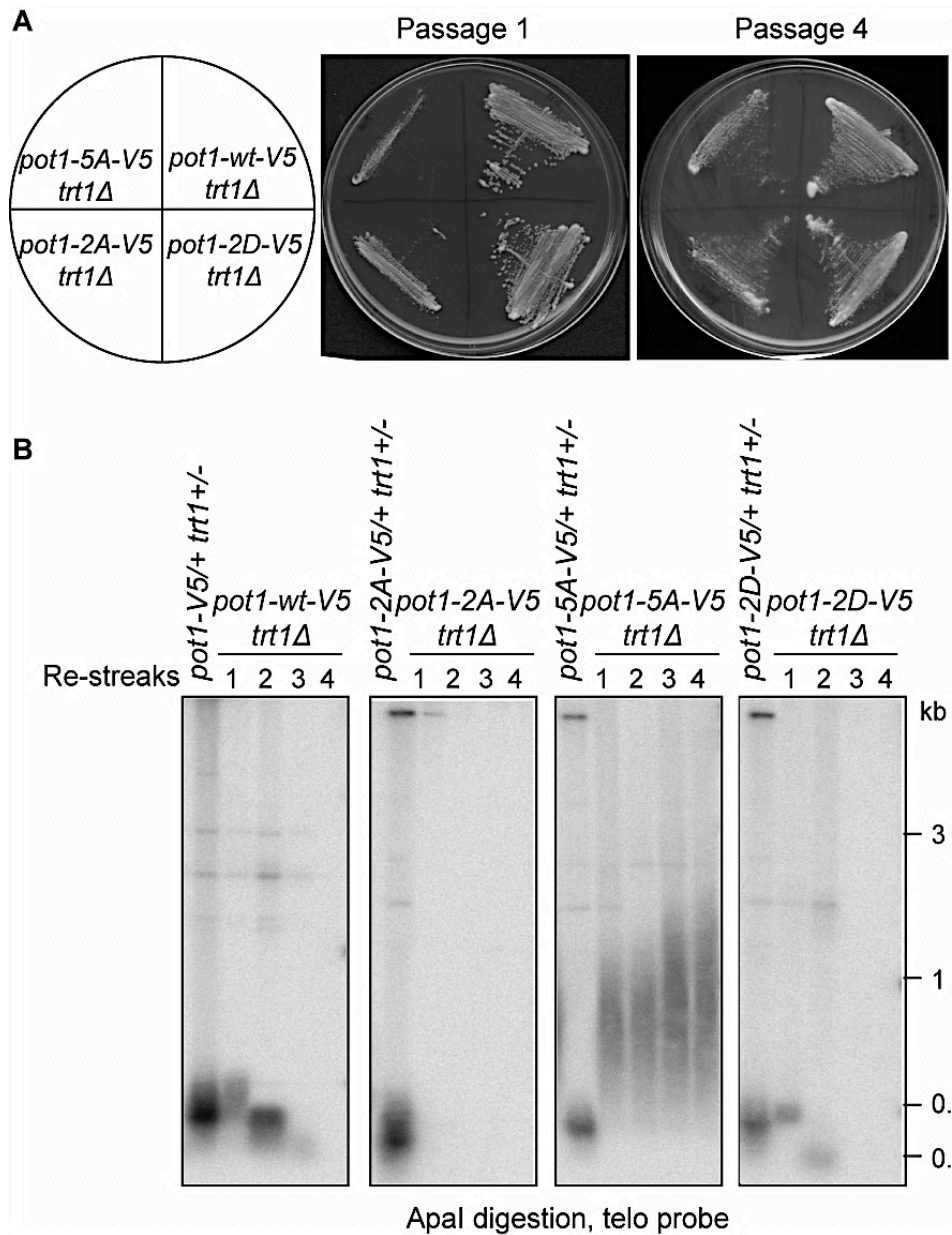 A
Passage 1
Passage 4
pot1-5A-V5
trt1Δ
pot1-wt-V5
trt1Δ
pot1-2A-V5
trt1Δ
pot1-2D-V5
trt1Δ
B
pot1-V5/+ trt1+/-
pot1-2A-V5/+ trt1+/-
pot1-5A-V5/+ trt1+/-
pot1-2D-V5/+ trt1+/-
pot1-wt-V5
trt1Δ
pot1-2A-V5
trt1Δ
pot1-5A-V5
trt1Δ
pot1-2D-V5
trt1Δ
Re-streaks 1 2 3 4
1 2 3 4
1 2 3 4
1 2 3 4
kb
3
1
0.
0.
ApaI digestion, telo probe